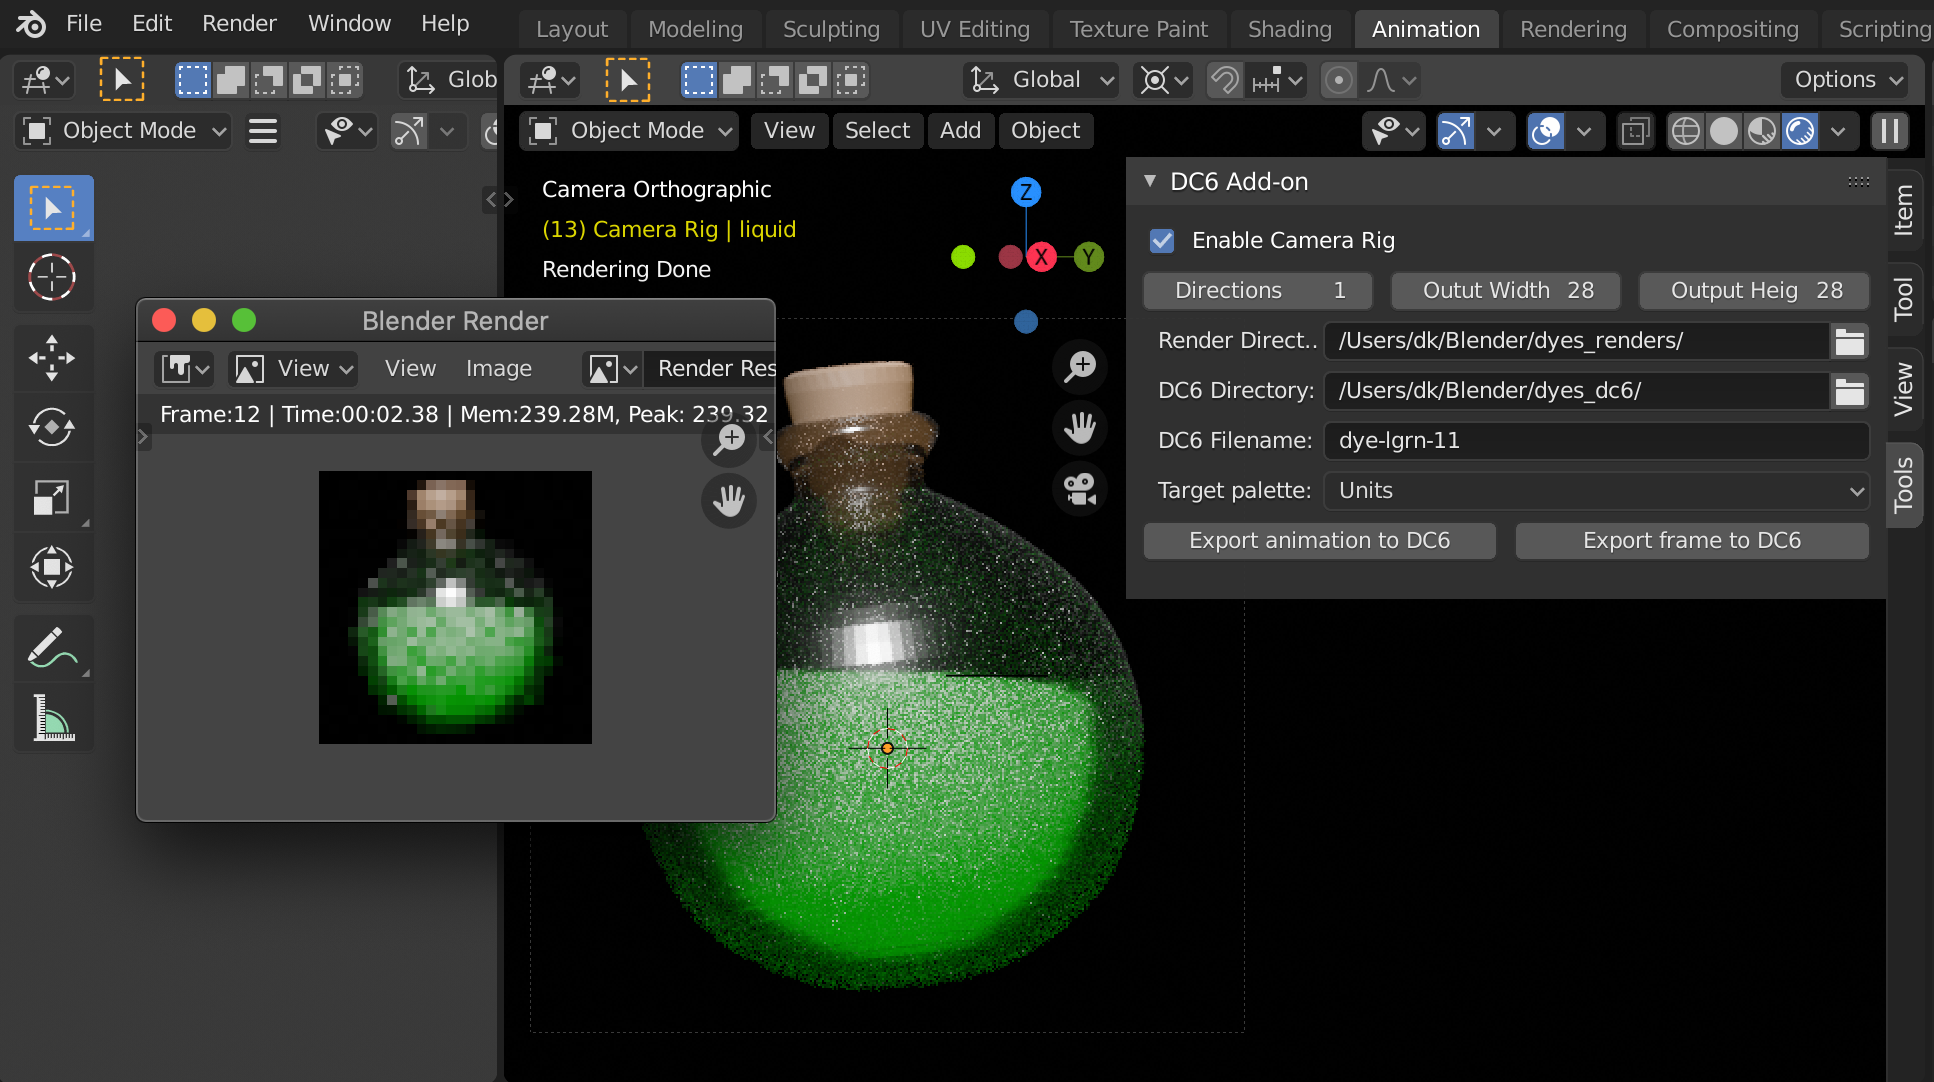 File Edit Render Window Help
Layout Modeling Sculpting UV Editing Texture Paint Shading Animation Rendering Compositing Scripting
Glob
Global
Options
Object Mode
Object Mode View Select Add Object
Camera Orthographic
(13) Camera Rig | liquid
Rendering Done
Z
X
Y
DC6 Add-on
Enable Camera Rig
Directions 1
Outut Width 28
Output Heig 28
Render Direct.. /Users/dk/Blender/dyes_renders/
DC6 Directory: /Users/dk/Blender/dyes_dc6/
DC6 Filename: dye-lgrn-11
Target palette: Units
Export animation to DC6
Export frame to DC6
Item
Tool
View
Tools
Blender Render
View View Image Render Res
Frame:12 | Time:00:02.38 | Mem:239.28M, Peak: 239.32